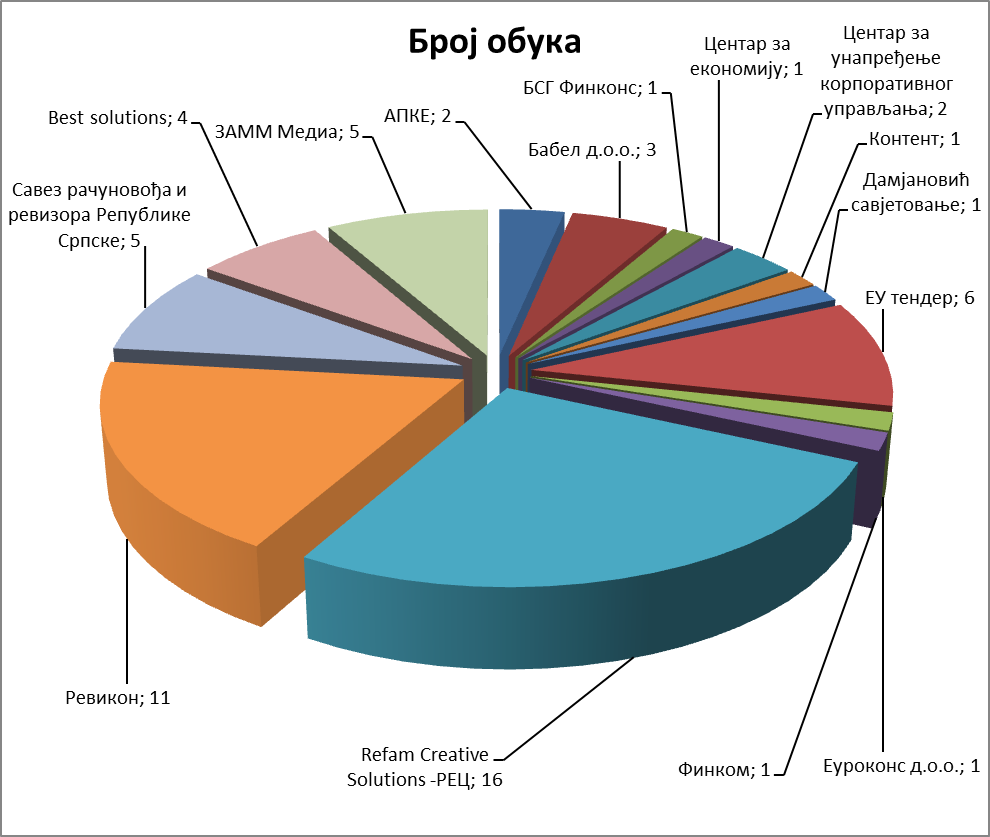 Број обука
АПКЕ; 2
Бабел д.о.о.; 3
БСГ Финконс; 1
Центар за
економију; 1
Центар за
унапређење
корпоративног
управљања; 2
Контент; 1
Дамјановић
савјетовање; 1
ЕУ тендер; 6
Еуроконс д.о.о.; 1
Финком; 1
Refam Creative
Solutions -РЕЦ; 16
Ревикон; 11
Савез рачуновођа и
ревизора Републике
Српске; 5
Best solutions; 4
ЗАММ Медиа; 5